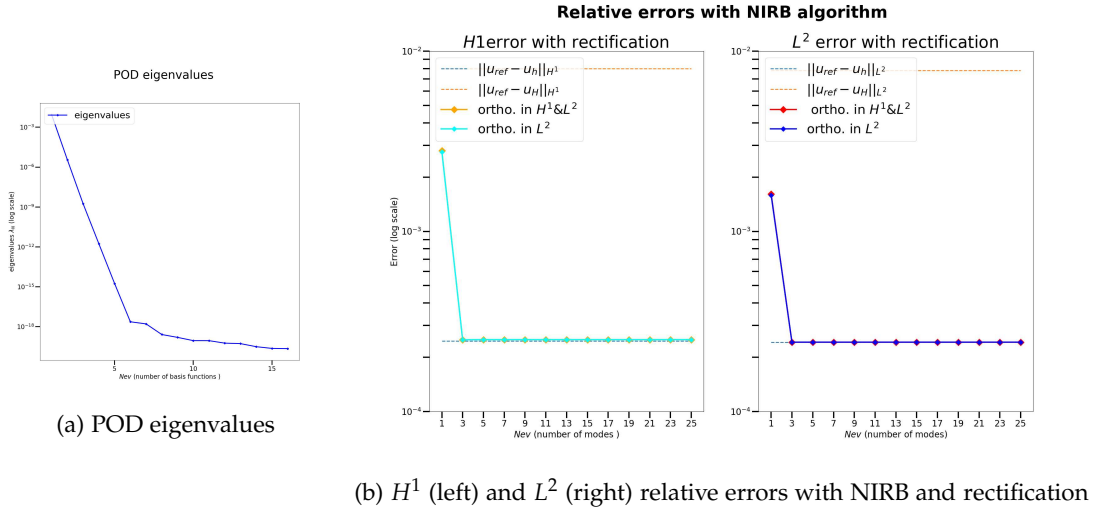 Relative errors with NIRB algorithm
POD eigenvalues
eigenvalues
10⁻³
10⁻⁶
10⁻⁹
10⁻¹²
10⁻¹⁵
10⁻¹⁸
eigenvalues λₙ (log scale)
5 10 15
Nev (number of basis functions )
(a) POD eigenvalues
H1error with rectification
10⁻²
10⁻³
10⁻⁴
Error (log scale)
||u_ref − u_h||_H¹
||u_ref − u_H||_H¹
ortho. in H¹&L²
ortho. in L²
1 3 5 7 9 11 13 15 17 19 21 23 25
Nev (number of modes )
L² error with rectification
10⁻²
10⁻³
10⁻⁴
||u_ref − u_h||_L²
||u_ref − u_H||_L²
ortho. in H¹&L²
ortho. in L²
1 3 5 7 9 11 13 15 17 19 21 23 25
Nev (number of modes)
(b) H¹ (left) and L² (right) relative errors with NIRB and rectification